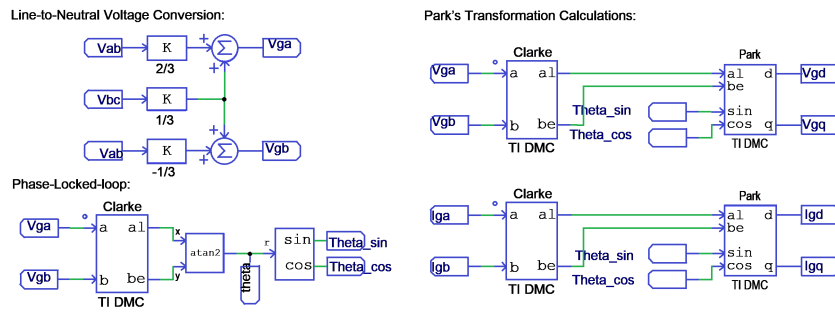 Line-to-Neutral Voltage Conversion:
Vab K + Vga
2/3 +
Vbc K
1/3
+
Vab K + Vgb
-1/3
Phase-Locked-loop:
Clarke
Vga a al x
atan2
r sin Theta_sin
cos Theta_cos
Vgb b be y
theta
TI DMC
Park's Transformation Calculations:
Clarke Park
Vga a al al d Vgd
be
Theta_sin sin
Vgb b be Theta_cos cos q Vgq
TI DMC TI DMC
Clarke Park
Iga a al al d Igd
be
Theta_sin sin
Igb b be Theta_cos cos q Igq
TI DMC TI DMC